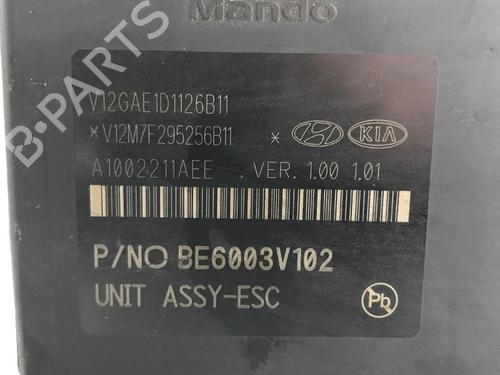 Mando
V12GAE1D1126B11
*V12M7F295256B11 * KIA
A1002211AEE VER. 1.00 1.01
P/NO BE6003V102
UNIT ASSY-ESC
Pb
B-PARTS